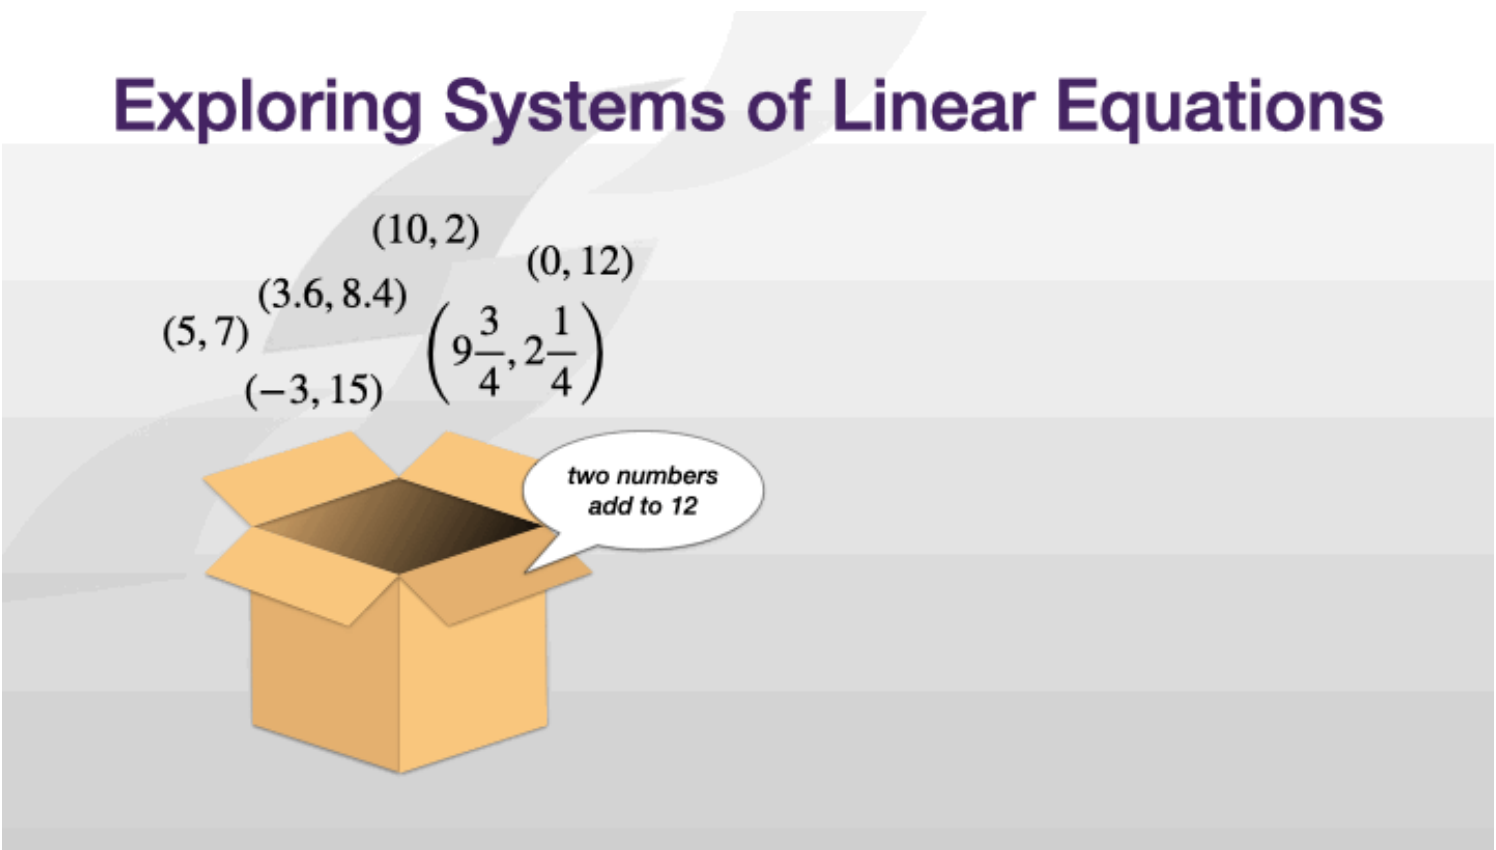 Exploring Systems of Linear Equations
(10, 2)
(0, 12)
(3.6, 8.4)
(5, 7)
(9 3/4, 2 1/4)
(−3, 15)
two numbers
add to 12